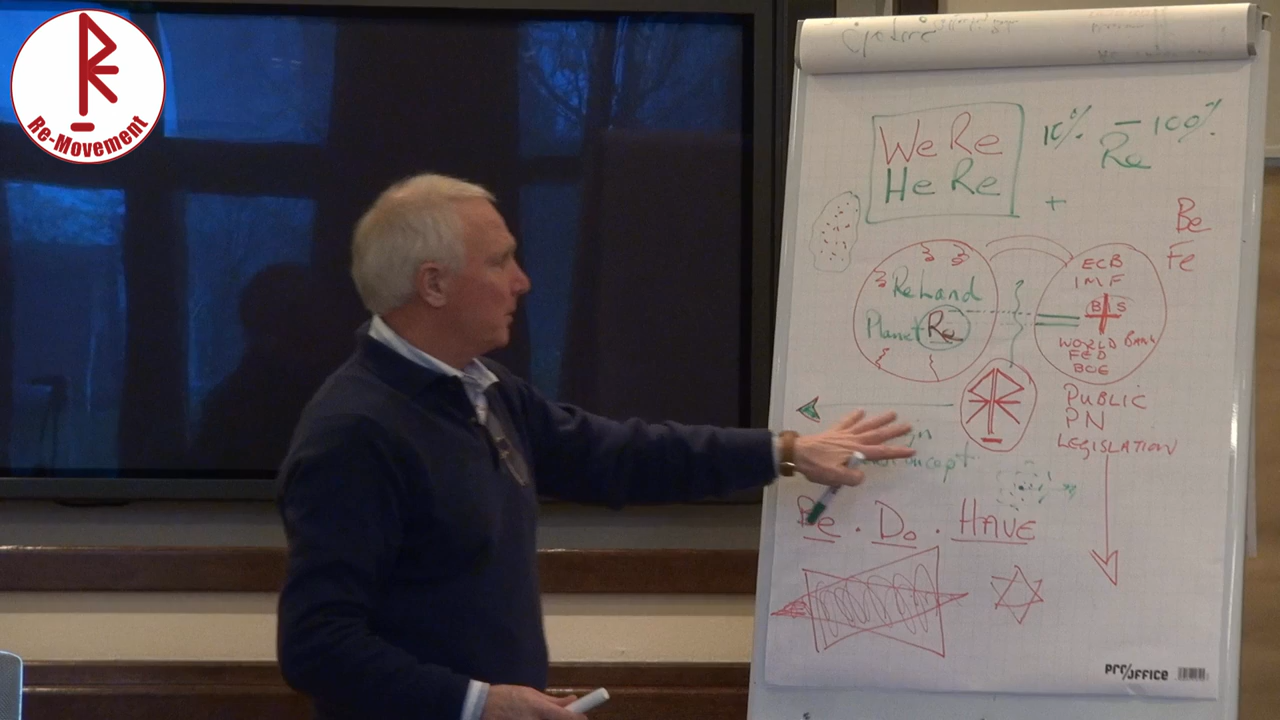 Re-Movement
We Re
He Re
10%
Re
100%
+
Be
Fe
ReLand
Planet Re
ECB
IMF
BIS
WORLD BANK
FED
BOE
PUBLIC
PN
LEGISLATION
Be . Do . HAVE
PRO/OFFICE